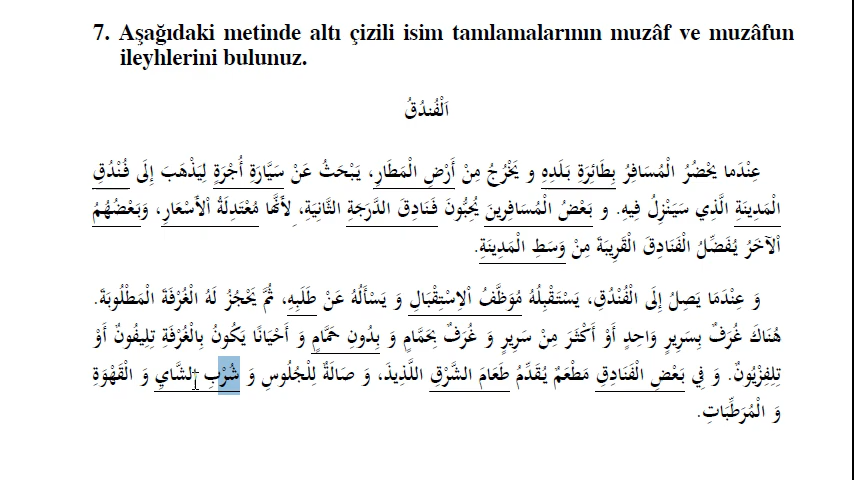 7. Aşağıdaki metinde altı çizili isim tamlamalarının muzâf ve muzâfun
ileyhlerini bulunuz.
اَلْفُندُقُ
عِنْدَما يَحْضُرُ الْمُسَافِرُ بِطَائِرَةِ بَلَدِهِ و يَخْرُجُ مِنْ أَرْضِ الْمَطَارِ، يَبْحَثُ عَنْ سَيَّارَةِ أُجْرَةٍ لِيَذْهَبَ إِلَى فُنْدُقِ
الْمَدِينَةِ الَّذِي سَيَنْزِلُ فِيهِ. و بَعْضُ الْمُسَافِرِينَ يُحِبُّونَ فَنَادِقَ الدَّرَجَةِ الثَّانِيَةِ، لِأَنَّهَا مُعْتَدِلَةُ الْأَسْعَارِ، وَبَعْضُهُمُ
الْآخَرُ يُفَضِّلُ الْفَنَادِقَ الْقَرِيبَةَ مِنْ وَسَطِ الْمَدِينَةِ.
وَ عِنْدَمَا يَصِلُ إِلَى الْفُنْدُقِ، يَسْتَقْبِلُهُ مُوَظَّفُ الْاِسْتِقْبَالِ وَ يَسْأَلُهُ عَنْ طَلَبِهِ، ثُمَّ يَحْجُزُ لَهُ الْغُرْفَةَ الْمَطْلُوبَةَ.
هُنَاكَ غُرَفٌ بِسَرِيرٍ وَاحِدٍ أَوْ أَكْثَرَ مِنْ سَرِيرٍ وَ غُرَفٌ بِحَمَّامٍ وَ بِدُونِ حَمَّامٍ وَ أَحْيَانًا يَكُونُ بِالْغُرْفَةِ تِلِيفُونٌ أَوْ
تِلِفِزْيُونٌ. وَ فِي بَعْضِ الْفَنَادِقِ مَطْعَمٌ يُقَدِّمُ طَعَامَ الشَّرْقِ اللَّذِيذَ، وَ صَالَةٌ لِلْجُلُوسِ وَ شُرْبِ الشَّايِ وَ الْقَهْوَةِ
وَ الْمُرَطِّبَاتِ.